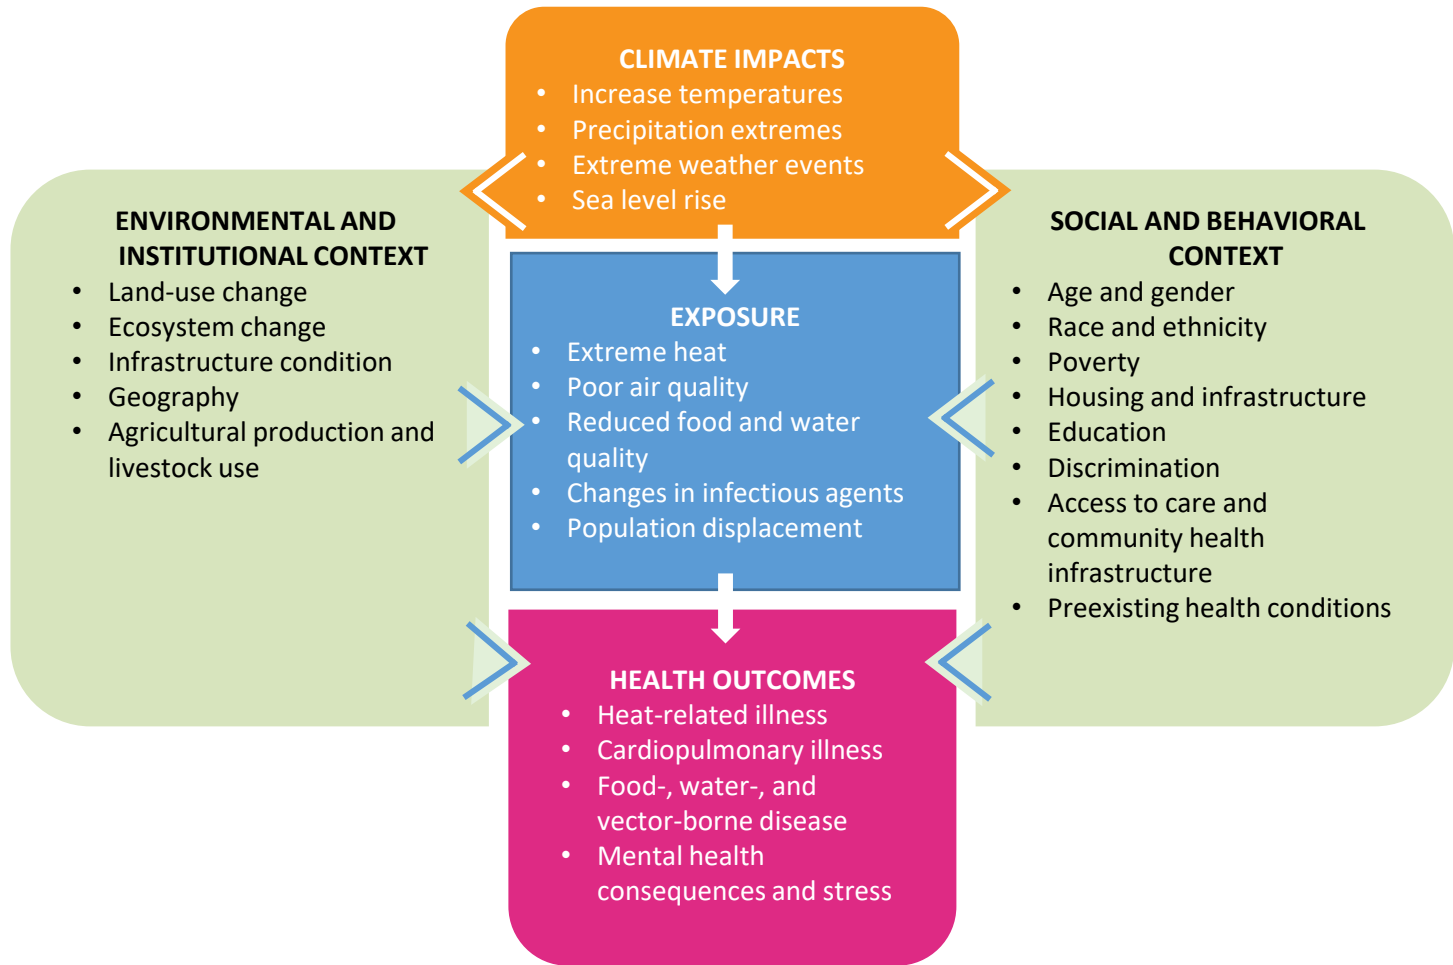 CLIMATE IMPACTS
• Increase temperatures
• Precipitation extremes
• Extreme weather events
• Sea level rise
ENVIRONMENTAL AND
INSTITUTIONAL CONTEXT
• Land-use change
• Ecosystem change
• Infrastructure condition
• Geography
• Agricultural production and
livestock use
EXPOSURE
• Extreme heat
• Poor air quality
• Reduced food and water
quality
• Changes in infectious agents
• Population displacement
SOCIAL AND BEHAVIORAL
CONTEXT
• Age and gender
• Race and ethnicity
• Poverty
• Housing and infrastructure
• Education
• Discrimination
• Access to care and
community health
infrastructure
• Preexisting health conditions
HEALTH OUTCOMES
• Heat-related illness
• Cardiopulmonary illness
• Food-, water-, and
vector-borne disease
• Mental health
consequences and stress